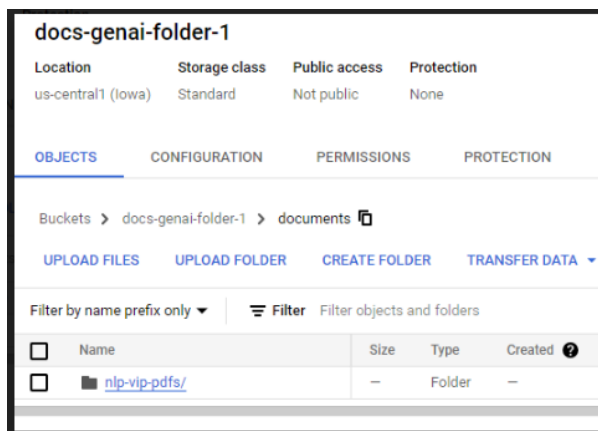 docs-genai-folder-1
Location Storage class Public access Protection
us-central1 (Iowa) Standard Not public None
OBJECTS CONFIGURATION PERMISSIONS PROTECTION
Buckets > docs-genai-folder-1 > documents
UPLOAD FILES UPLOAD FOLDER CREATE FOLDER TRANSFER DATA
Filter by name prefix only Filter Filter objects and folders
Name Size Type Created ?
nlp-vip-pdfs/ — Folder —